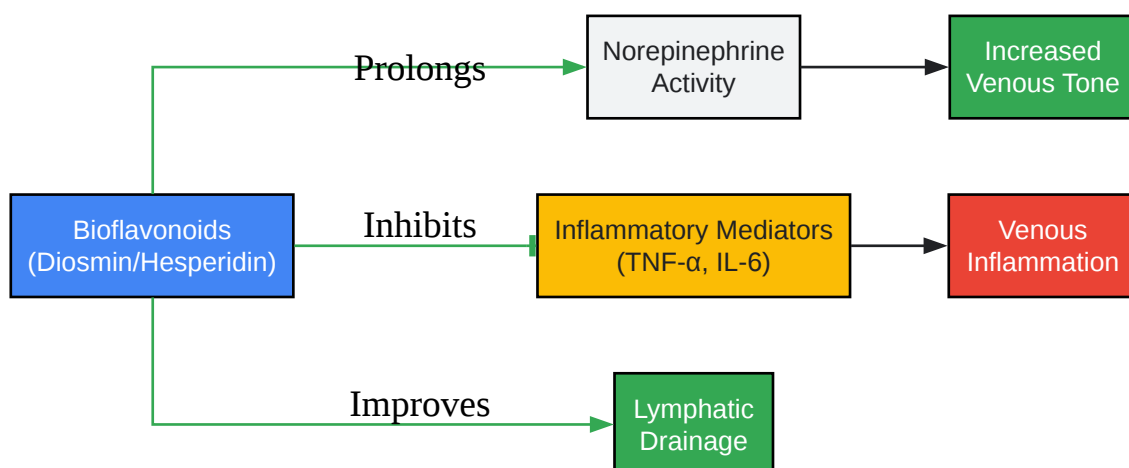 Prolongs
Norepinephrine
Activity
Increased
Venous Tone
Bioflavonoids
(Diosmin/Hesperidin)
Inhibits
Inflammatory Mediators
(TNF-α, IL-6)
Venous
Inflammation
Improves
Lymphatic
Drainage